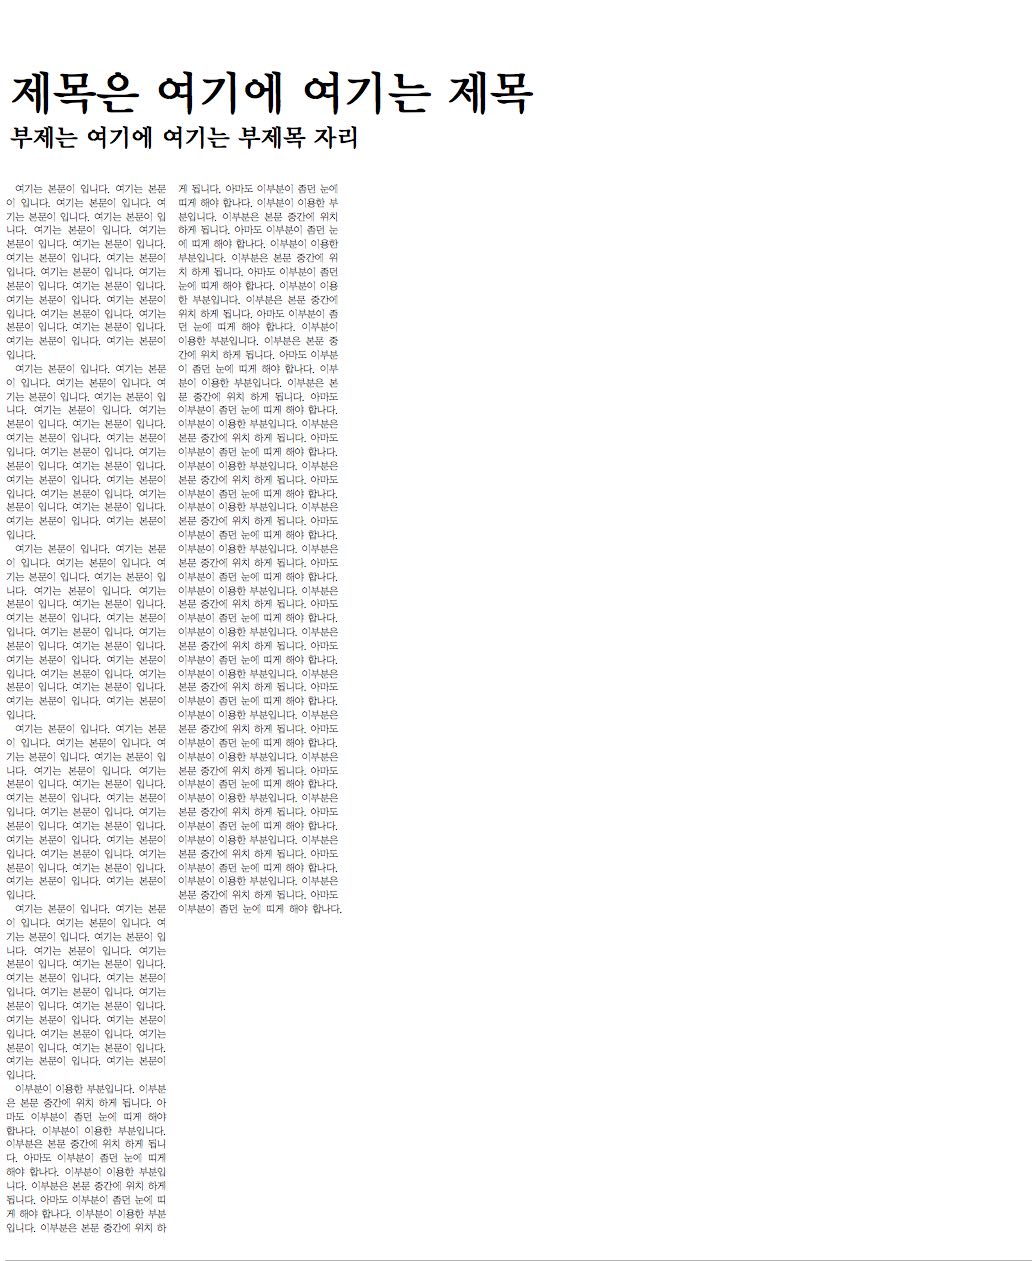 제목은 여기에 여기는 제목
부제는 여기에 여기는 부제목 자리
여기는 본문이 입니다. 여기는 본문
이 입니다. 여기는 본문이 입니다. 여
기는 본문이 입니다. 여기는 본문이 입
니다. 여기는 본문이 입니다. 여기는
본문이 입니다. 여기는 본문이 입니다.
여기는 본문이 입니다. 여기는 본문이
입니다. 여기는 본문이 입니다. 여기는
본문이 입니다. 여기는 본문이 입니다.
여기는 본문이 입니다. 여기는 본문이
입니다. 여기는 본문이 입니다. 여기는
본문이 입니다. 여기는 본문이 입니다.
여기는 본문이 입니다. 여기는 본문이
입니다.
여기는 본문이 입니다. 여기는 본문
이 입니다. 여기는 본문이 입니다. 여
기는 본문이 입니다. 여기는 본문이 입
니다. 여기는 본문이 입니다. 여기는
본문이 입니다. 여기는 본문이 입니다.
여기는 본문이 입니다. 여기는 본문이
입니다. 여기는 본문이 입니다. 여기는
본문이 입니다. 여기는 본문이 입니다.
여기는 본문이 입니다. 여기는 본문이
입니다. 여기는 본문이 입니다. 여기는
본문이 입니다. 여기는 본문이 입니다.
여기는 본문이 입니다. 여기는 본문이
입니다.
여기는 본문이 입니다. 여기는 본문
이 입니다. 여기는 본문이 입니다. 여
기는 본문이 입니다. 여기는 본문이 입
니다. 여기는 본문이 입니다. 여기는
본문이 입니다. 여기는 본문이 입니다.
여기는 본문이 입니다. 여기는 본문이
입니다. 여기는 본문이 입니다. 여기는
본문이 입니다. 여기는 본문이 입니다.
여기는 본문이 입니다. 여기는 본문이
입니다. 여기는 본문이 입니다. 여기는
본문이 입니다. 여기는 본문이 입니다.
여기는 본문이 입니다. 여기는 본문이
입니다.
여기는 본문이 입니다. 여기는 본문
이 입니다. 여기는 본문이 입니다. 여
기는 본문이 입니다. 여기는 본문이 입
니다. 여기는 본문이 입니다. 여기는
본문이 입니다. 여기는 본문이 입니다.
여기는 본문이 입니다. 여기는 본문이
입니다. 여기는 본문이 입니다. 여기는
본문이 입니다. 여기는 본문이 입니다.
여기는 본문이 입니다. 여기는 본문이
입니다. 여기는 본문이 입니다. 여기는
본문이 입니다. 여기는 본문이 입니다.
여기는 본문이 입니다. 여기는 본문이
입니다.
여기는 본문이 입니다. 여기는 본문
이 입니다. 여기는 본문이 입니다. 여
기는 본문이 입니다. 여기는 본문이 입
니다. 여기는 본문이 입니다. 여기는
본문이 입니다. 여기는 본문이 입니다.
여기는 본문이 입니다. 여기는 본문이
입니다. 여기는 본문이 입니다. 여기는
본문이 입니다. 여기는 본문이 입니다.
여기는 본문이 입니다. 여기는 본문이
입니다. 여기는 본문이 입니다. 여기는
본문이 입니다. 여기는 본문이 입니다.
여기는 본문이 입니다. 여기는 본문이
입니다.
이부분이 이용한 부분입니다. 이부분
은 본문 중간에 위치 하게 됩니다. 아
마도 이부분이 좀던 눈에 띠게 해야
합나다. 이부분이 이용한 부분입니다.
이부분은 본문 중간에 위치 하게 됩니
다. 아마도 이부분이 좀던 눈에 띠게
해야 합나다. 이부분이 이용한 부분입
니다. 이부분은 본문 중간에 위치 하게
됩니다. 아마도 이부분이 좀던 눈에 띠
게 해야 합나다. 이부분이 이용한 부분
입니다. 이부분은 본문 중간에 위치 하
게 됩니다. 아마도 이부분이 좀던 눈에
띠게 해야 합나다. 이부분이 이용한 부
분입니다. 이부분은 본문 중간에 위치
하게 됩니다. 아마도 이부분이 좀던 눈
에 띠게 해야 합나다. 이부분이 이용한
부분입니다. 이부분은 본문 중간에 위
치 하게 됩니다. 아마도 이부분이 좀던
눈에 띠게 해야 합나다. 이부분이 이용
한 부분입니다. 이부분은 본문 중간에
위치 하게 됩니다. 아마도 이부분이 좀
던 눈에 띠게 해야 합나다. 이부분이
이용한 부분입니다. 이부분은 본문 중
간에 위치 하게 됩니다. 아마도 이부분
이 좀던 눈에 띠게 해야 합나다. 이부
분이 이용한 부분입니다. 이부분은 본
문 중간에 위치 하게 됩니다. 아마도
이부분이 좀던 눈에 띠게 해야 합나다.
이부분이 이용한 부분입니다. 이부분은
본문 중간에 위치 하게 됩니다. 아마도
이부분이 좀던 눈에 띠게 해야 합나다.
이부분이 이용한 부분입니다. 이부분은
본문 중간에 위치 하게 됩니다. 아마도
이부분이 좀던 눈에 띠게 해야 합나다.
이부분이 이용한 부분입니다. 이부분은
본문 중간에 위치 하게 됩니다. 아마도
이부분이 좀던 눈에 띠게 해야 합나다.
이부분이 이용한 부분입니다. 이부분은
본문 중간에 위치 하게 됩니다. 아마도
이부분이 좀던 눈에 띠게 해야 합나다.
이부분이 이용한 부분입니다. 이부분은
본문 중간에 위치 하게 됩니다. 아마도
이부분이 좀던 눈에 띠게 해야 합나다.
이부분이 이용한 부분입니다. 이부분은
본문 중간에 위치 하게 됩니다. 아마도
이부분이 좀던 눈에 띠게 해야 합나다.
이부분이 이용한 부분입니다. 이부분은
본문 중간에 위치 하게 됩니다. 아마도
이부분이 좀던 눈에 띠게 해야 합나다.
이부분이 이용한 부분입니다. 이부분은
본문 중간에 위치 하게 됩니다. 아마도
이부분이 좀던 눈에 띠게 해야 합나다.
이부분이 이용한 부분입니다. 이부분은
본문 중간에 위치 하게 됩니다. 아마도
이부분이 좀던 눈에 띠게 해야 합나다.
이부분이 이용한 부분입니다. 이부분은
본문 중간에 위치 하게 됩니다. 아마도
이부분이 좀던 눈에 띠게 해야 합나다.
이부분이 이용한 부분입니다. 이부분은
본문 중간에 위치 하게 됩니다. 아마도
이부분이 좀던 눈에 띠게 해야 합나다.
이부분이 이용한 부분입니다. 이부분은
본문 중간에 위치 하게 됩니다. 아마도
이부분이 좀던 눈에 띠게 해야 합나다.